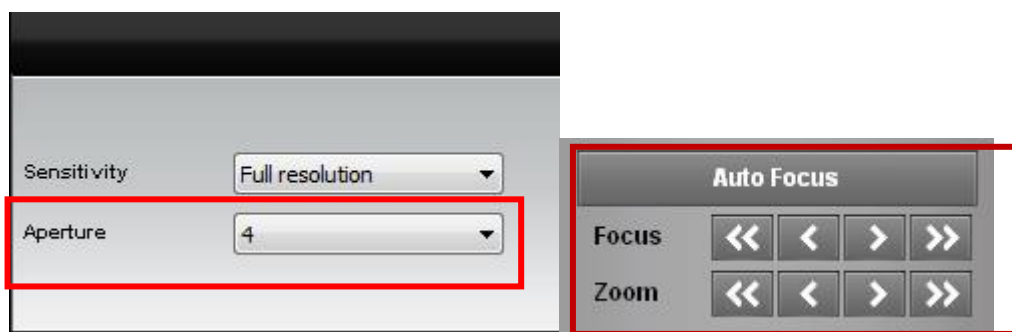 Sensitivity Full resolution
Aperture 4
Auto Focus
Focus
Zoom